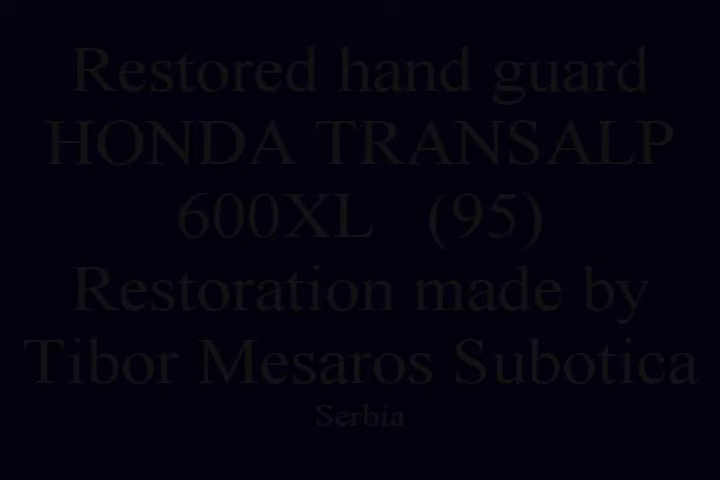 Restored hand guard
HONDA TRANSALP
600XL (95)
Restoration made by
Tibor Mesaros Subotica
Serbia